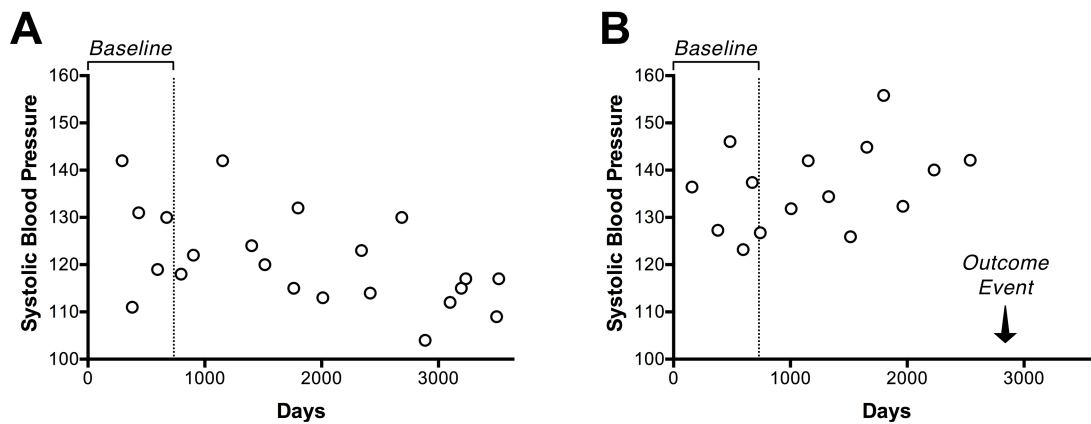 A
Baseline
160
150
140
130
120
110
100
Systolic Blood Pressure
0 1000 2000 3000
Days
B
Baseline
160
150
140
130
120
110
100
Systolic Blood Pressure
Outcome
Event
0 1000 2000 3000
Days